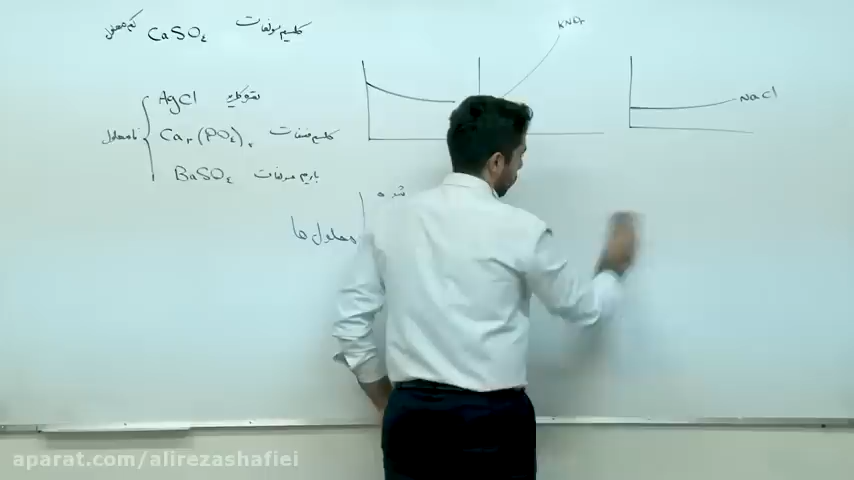 کلسیم سولفات CaSO₄ کم محلول
نقره کلرید AgCl
کلسیم فسفات Ca₃(PO₄)₂
نامحلول
باریم سولفات BaSO₄
محلول ها
KNO₃
NaCl
aparat.com/alirezashafiei